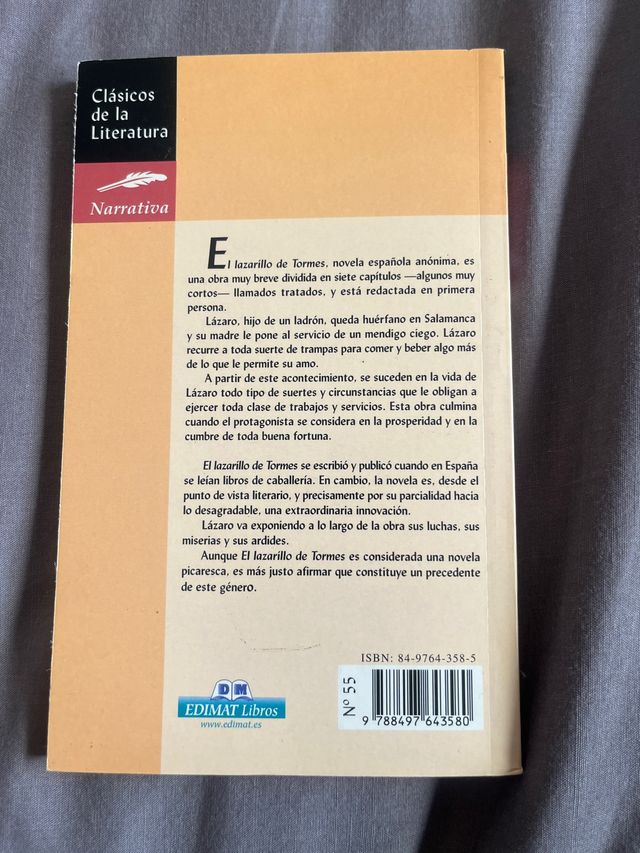 Clásicos
de la
Literatura
Narrativa
El lazarillo de Tormes, novela española anónima, es
una obra muy breve dividida en siete capítulos —algunos muy
cortos— llamados tratados, y está redactada en primera
persona.
Lázaro, hijo de un ladrón, queda huérfano en Salamanca
y su madre le pone al servicio de un mendigo ciego. Lázaro
recurre a toda suerte de trampas para comer y beber algo más
de lo que le permite su amo.
A partir de este acontecimiento, se suceden en la vida de
Lázaro todo tipo de suertes y circunstancias que le obligan a
ejercer toda clase de trabajos y servicios. Esta obra culmina
cuando el protagonista se considera en la prosperidad y en la
cumbre de toda buena fortuna.
El lazarillo de Tormes se escribió y publicó cuando en España
se leían libros de caballería. En cambio, la novela es, desde el
punto de vista literario, y precisamente por su parcialidad hacia
lo desagradable, una extraordinaria innovación.
Lázaro va exponiendo a lo largo de la obra sus luchas, sus
miserias y sus ardides.
Aunque El lazarillo de Tormes es considerada una novela
picaresca, es más justo afirmar que constituye un precedente
de este género.
ISBN: 84-9764-358-5
Nº 55
9 788497 643580
DM
EDIMAT Libros
www.edimat.es